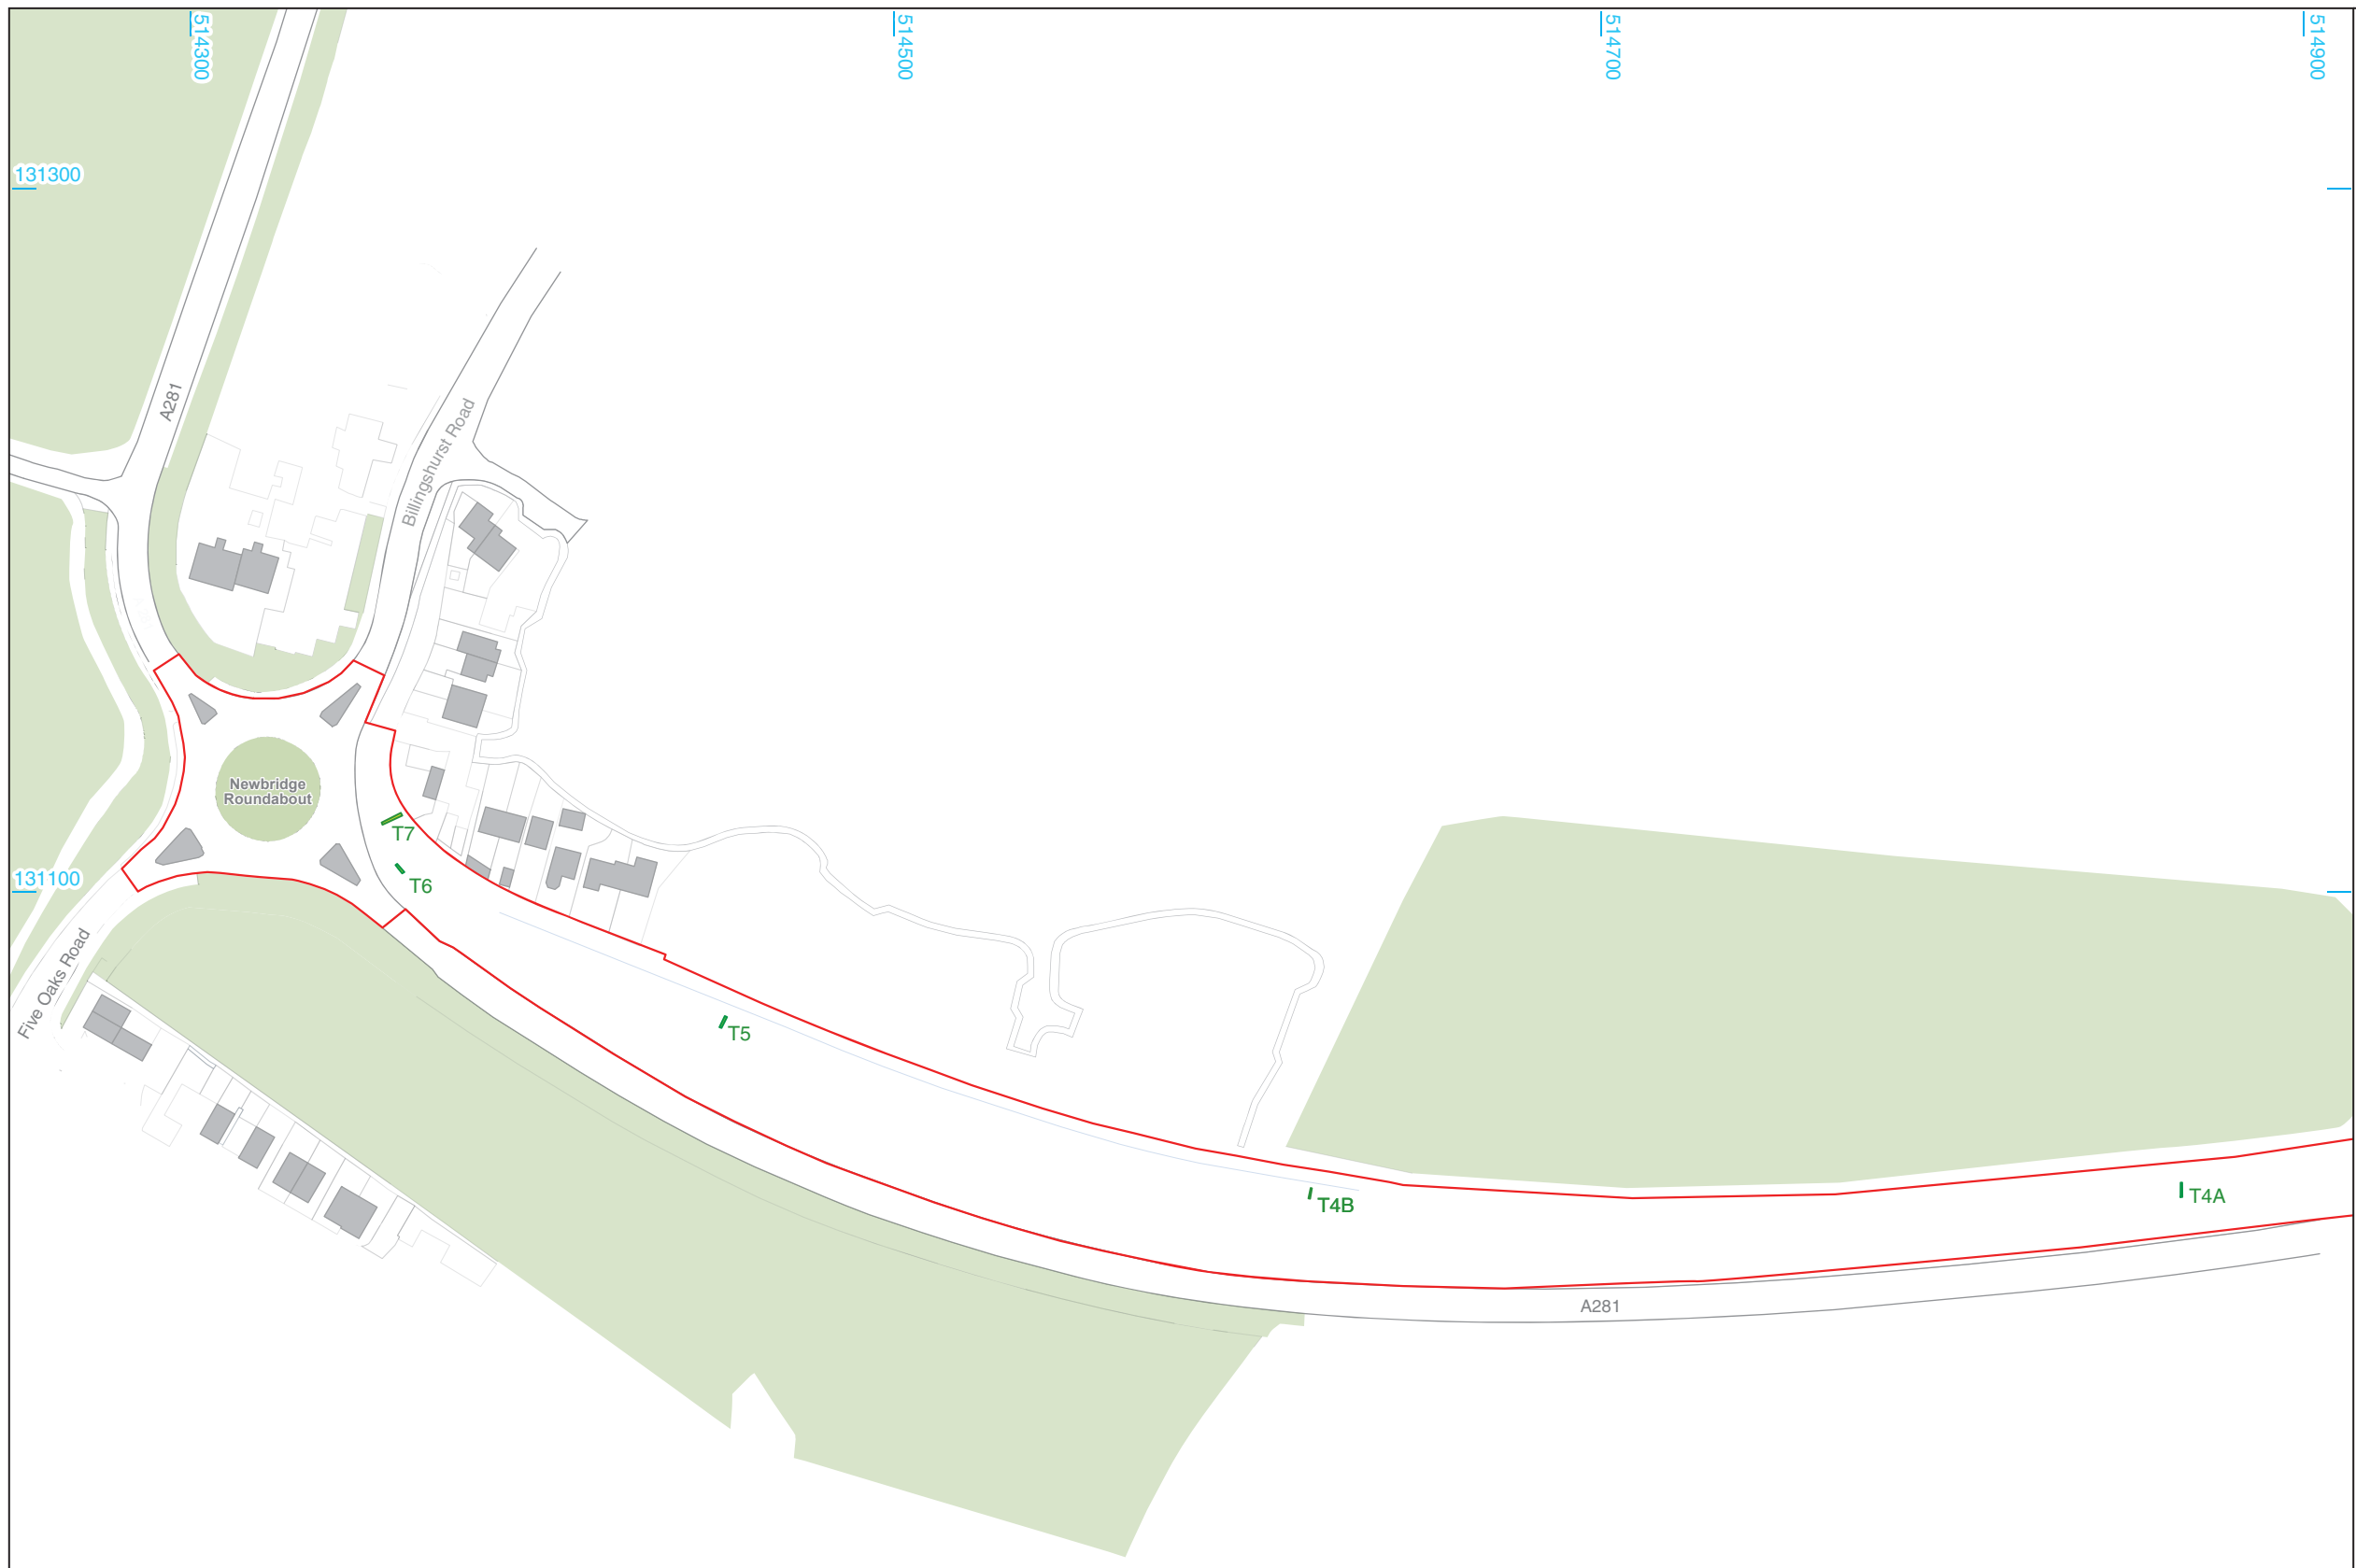 514300
514500
514700
514900
131300
A281
Billingshurst Road
Newbridge
Roundabout
T7
T6
131100
Five Oaks Road
T5
T4B
T4A
A281